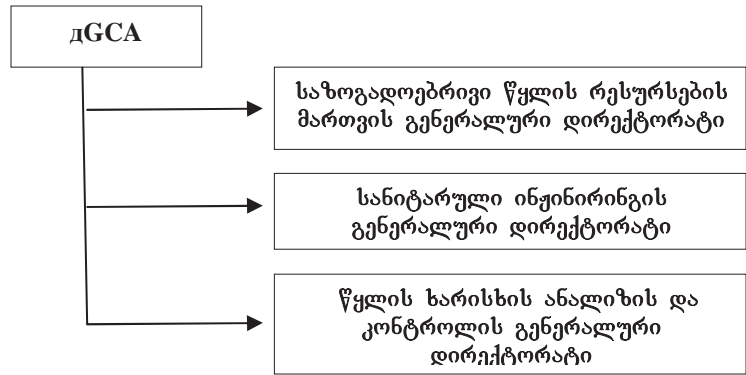 дGCA
საზოგადოებრივი წყლის რესურსების
მართვის გენერალური დირექტორატი
სანიტარული ინჟინირინგის
გენერალური დირექტორატი
წყლის ხარისხის ანალიზის და
კონტროლის გენერალური
დირექტორატი